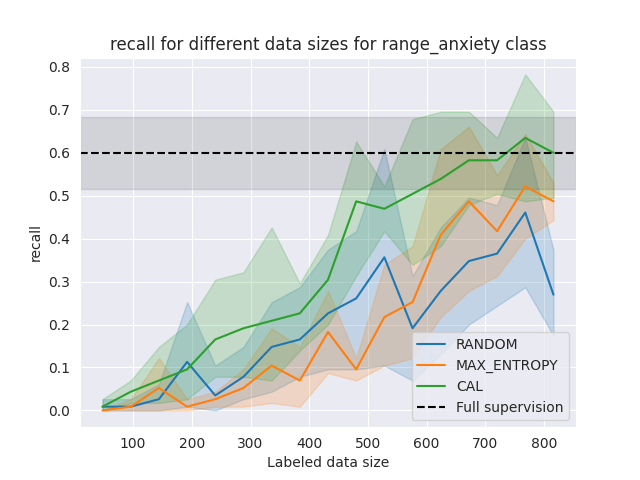 recall for different data sizes for range_anxiety class
0.8
0.7
0.6
0.5
0.4
0.3
0.2
0.1
0.0
recall
RANDOM
MAX_ENTROPY
CAL
Full supervision
100 200 300 400 500 600 700 800
Labeled data size